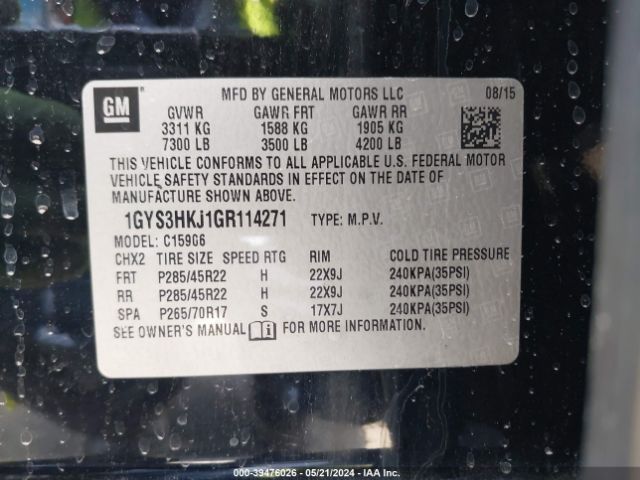 GM
MFD BY GENERAL MOTORS LLC 08/15
GVWR GAWR FRT GAWR RR
3311 KG 1588 KG 1905 KG
7300 LB 3500 LB 4200 LB
THIS VEHICLE CONFORMS TO ALL APPLICABLE U.S. FEDERAL MOTOR
VEHICLE SAFETY STANDARDS IN EFFECT ON THE DATE OF
MANUFACTURE SHOWN ABOVE.
1GYS3HKJ1GR114271 TYPE: M.P.V.
MODEL: C15906
CHX2 TIRE SIZE SPEED RTG RIM COLD TIRE PRESSURE
FRT P285/45R22 H 22X9J 240KPA(35PSI)
RR P285/45R22 H 22X9J 240KPA(35PSI)
SPA P265/70R17 S 17X7J 240KPA(35PSI)
SEE OWNER'S MANUAL FOR MORE INFORMATION.
000-39476026 - 05/21/2024 - IAA Inc.